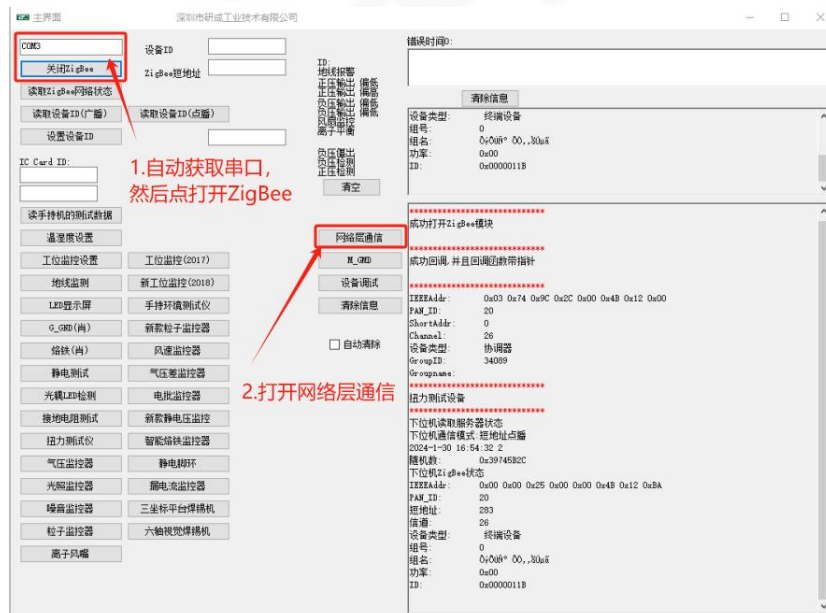 主界面
深圳市研成工业技术有限公司
COM3
设备ID
关闭ZigBee
ZigBee短地址
读取ZigBee网络状态
读取设备ID(广播)
读取设备ID(点播)
设置设备ID
IC Card ID:
1.自动获取串口，
然后点打开ZigBee
读手持机的测试数据
温湿度设置
工位监控设置
工位监控(2017)
地线监测
新工位监控(2018)
LED显示屏
手持环境测试仪
G_GND(肖)
新款粒子监控器
烙铁(肖)
风速监控器
静电测试
气压差监控器
光耦LED检测
电批监控器
接地电阻测试
新款静电压监控
扭力测试仪
智能烙铁监控器
气压监控器
静电脚环
光照监控器
漏电流监控器
噪音监控器
三坐标平台焊锡机
粒子监控器
六轴视觉焊锡机
离子风嘴
ID:
地线报警
正压输出 偏低
正压输出 偏高
负压输出 偏低
负压输出 偏高
风扇监控
离子平衡
负压检测
正压检测
清空
网络层通信
M_GND
设备调试
清除信息
自动清除
2.打开网络层通信
错误时间0:
清除信息
设备类型: 终端设备
组号: 0
组名:
功率: 0x00
ID: 0x0000011B
******************************
成功打开ZigBee模块
******************************
成功回调,并且回调函数带指针
******************************
IEEEAddr: 0x03 0x74 0x9C 0x2C 0x00 0x4B 0x12 0x00
PAN_ID: 20
ShortAddr: 0
Channel: 26
设备类型: 协调器
GroupID: 34089
Groupname:
******************************
扭力测试设备
******************************
下位机读取服务器状态
下位机通信模式:短地址点播
2024-1-30 16:54:32 2
随机数: 0x39745B2C
下位机ZigBee状态
IEEEAddr: 0x00 0x00 0x25 0x00 0x00 0x4B 0x12 0xBA
PAN_ID: 20
短地址: 283
信道: 26
设备类型: 终端设备
组号: 0
组名:
功率: 0x00
ID: 0x0000011B